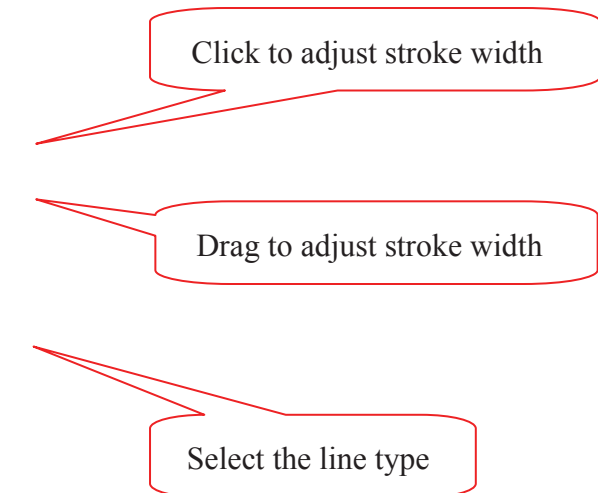 Click to adjust stroke width
Drag to adjust stroke width
Select the line type